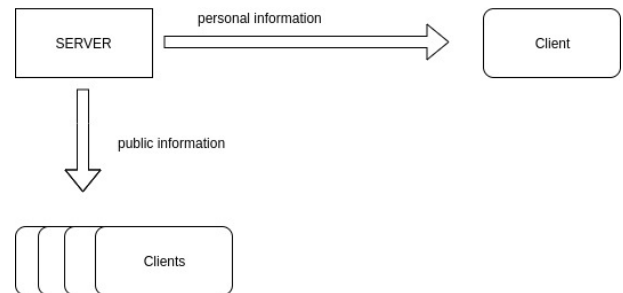 personal information
SERVER
Client
public information
Clients